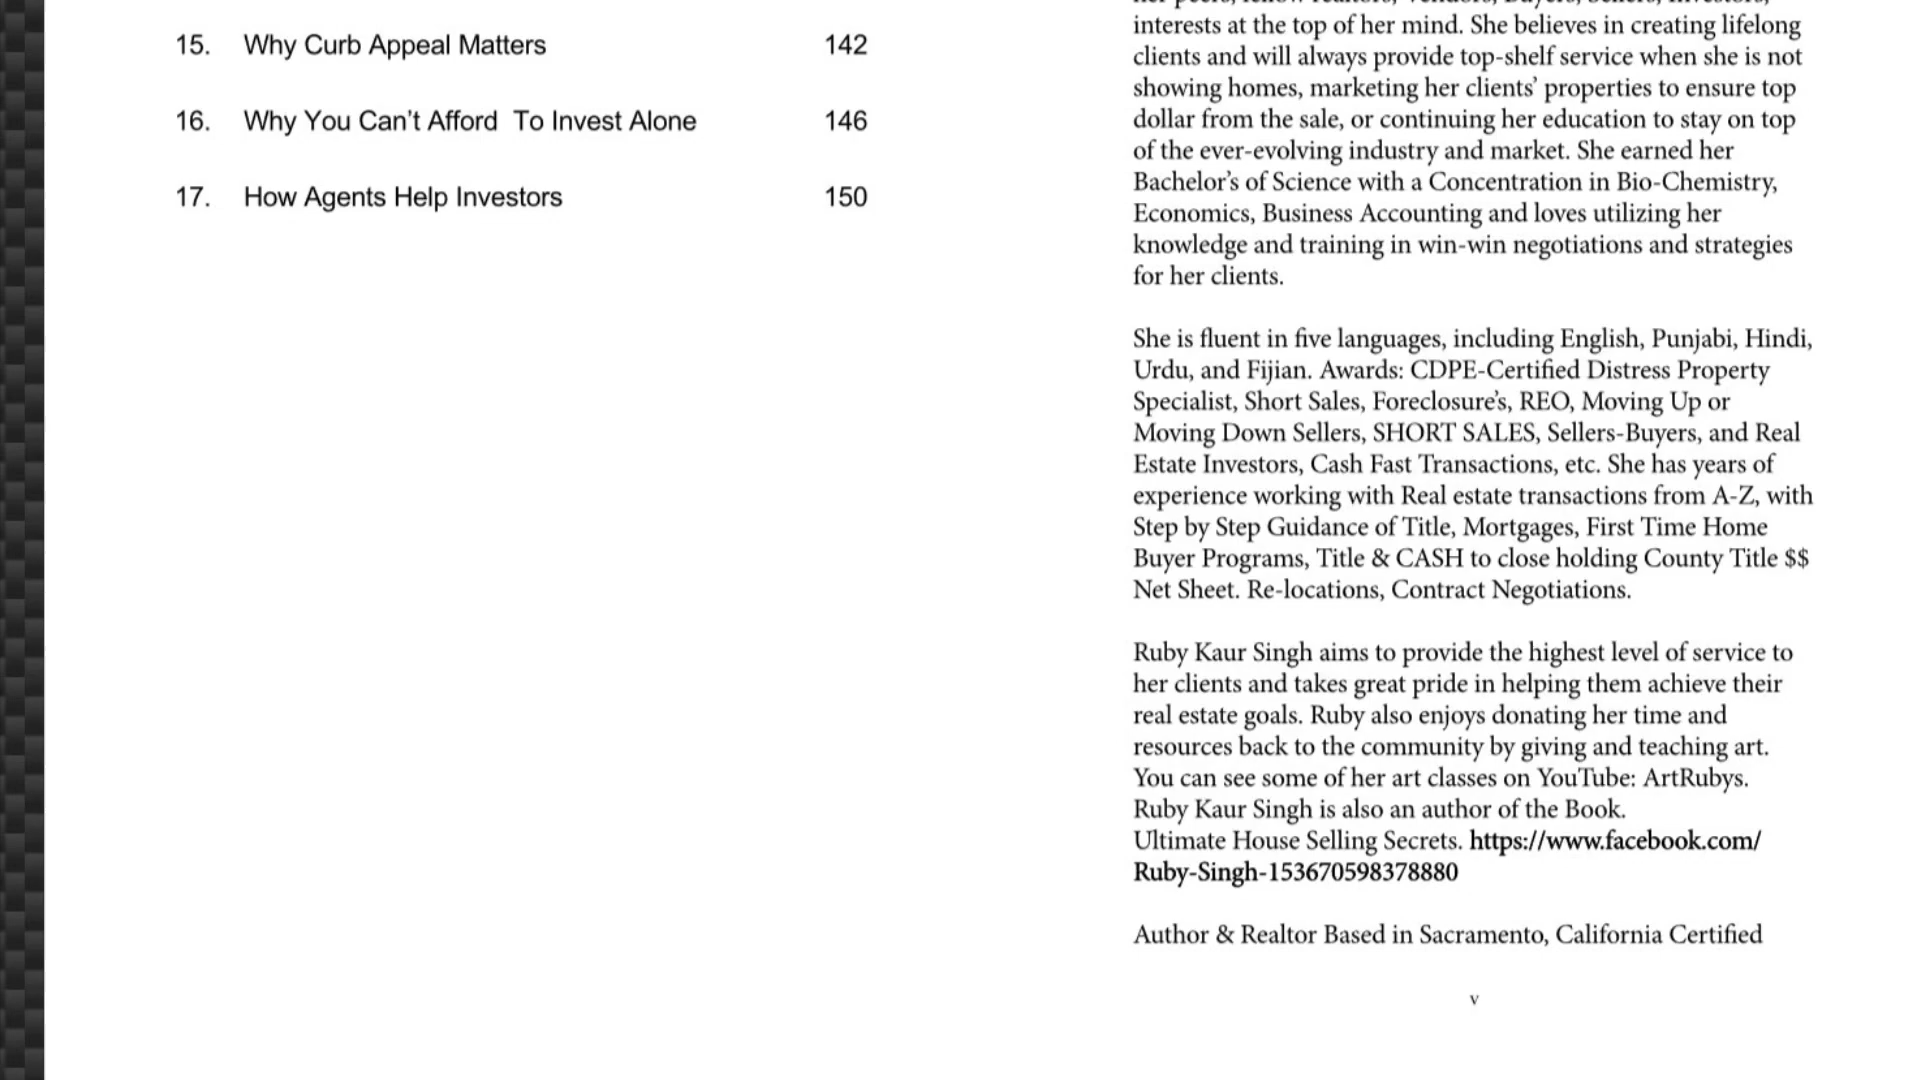 15. Why Curb Appeal Matters 142
16. Why You Can't Afford  To Invest Alone 146
17. How Agents Help Investors 150
interests at the top of her mind. She believes in creating lifelong
clients and will always provide top-shelf service when she is not
showing homes, marketing her clients’ properties to ensure top
dollar from the sale, or continuing her education to stay on top
of the ever-evolving industry and market. She earned her
Bachelor’s of Science with a Concentration in Bio-Chemistry,
Economics, Business Accounting and loves utilizing her
knowledge and training in win-win negotiations and strategies
for her clients.
She is fluent in five languages, including English, Punjabi, Hindi,
Urdu, and Fijian. Awards: CDPE-Certified Distress Property
Specialist, Short Sales, Foreclosure’s, REO, Moving Up or
Moving Down Sellers, SHORT SALES, Sellers-Buyers, and Real
Estate Investors, Cash Fast Transactions, etc. She has years of
experience working with Real estate transactions from A-Z, with
Step by Step Guidance of Title, Mortgages, First Time Home
Buyer Programs, Title & CASH to close holding County Title $$
Net Sheet. Re-locations, Contract Negotiations.
Ruby Kaur Singh aims to provide the highest level of service to
her clients and takes great pride in helping them achieve their
real estate goals. Ruby also enjoys donating her time and
resources back to the community by giving and teaching art.
You can see some of her art classes on YouTube: ArtRubys.
Ruby Kaur Singh is also an author of the Book.
Ultimate House Selling Secrets. https://www.facebook.com/
Ruby-Singh-153670598378880
Author & Realtor Based in Sacramento, California Certified
v